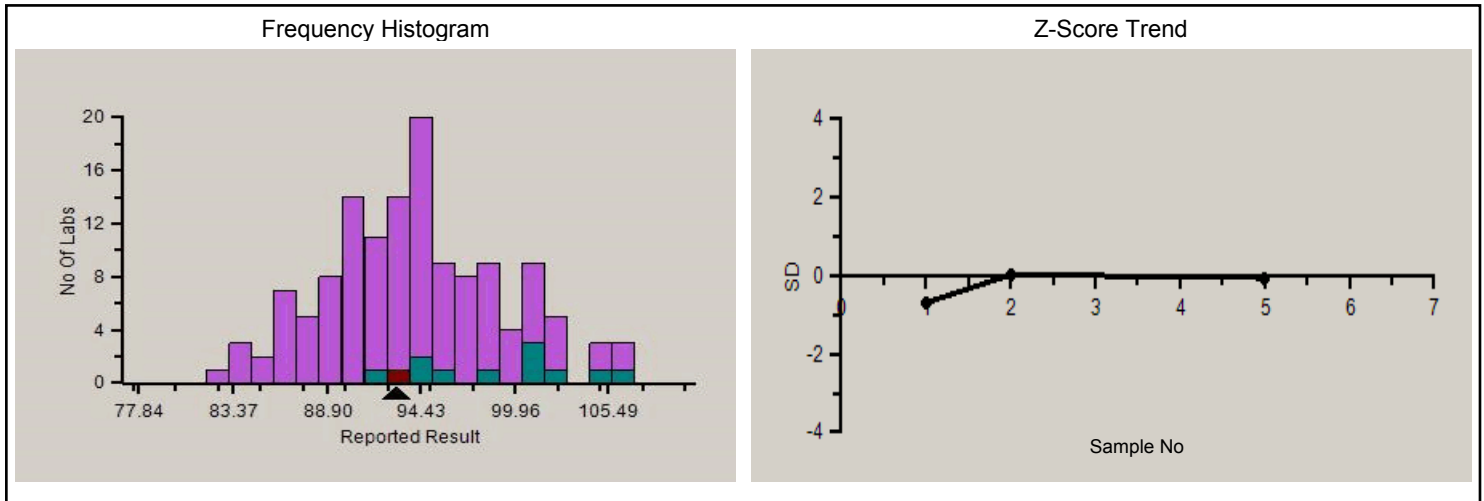 Frequency Histogram
20
16
12
8
4
0
No Of Labs
77.84 83.37 88.90 94.43 99.96 105.49
Reported Result
Z-Score Trend
4
2
0
-2
-4
SD
0 1 2 3 4 5 6 7
Sample No